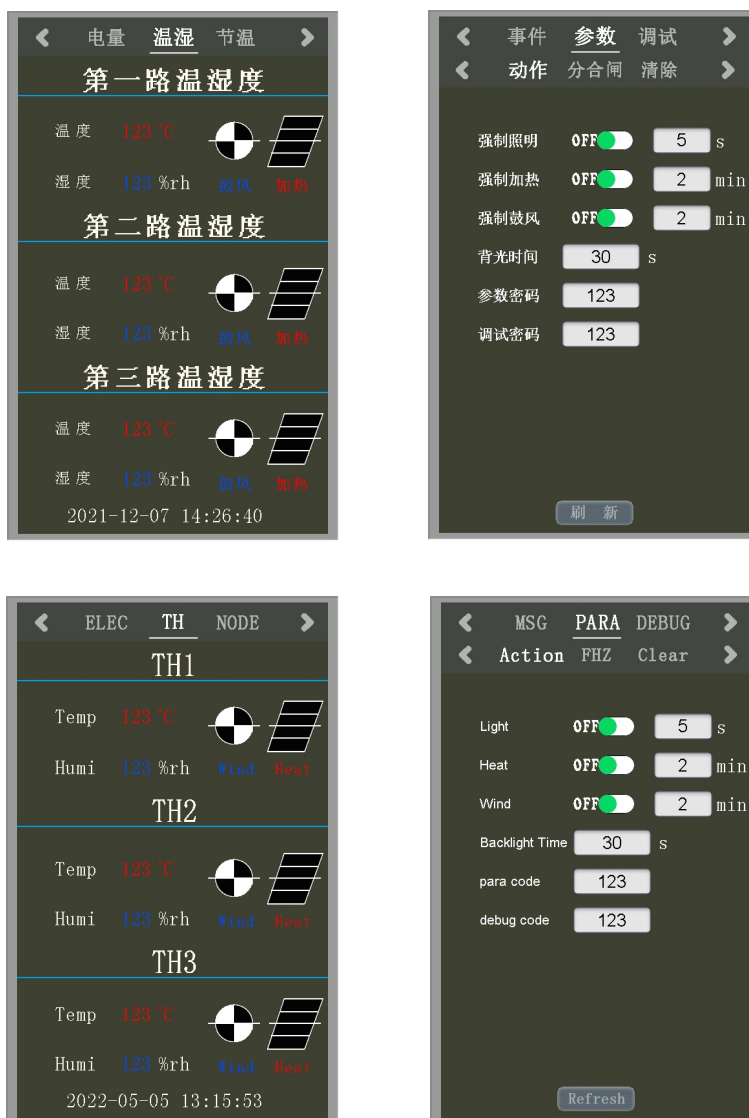 电量 温湿 节温
第一路温湿度
温度 123 ℃
湿度 123 %rh 鼓风 加热
第二路温湿度
温度 123 ℃
湿度 123 %rh 鼓风 加热
第三路温湿度
温度 123 ℃
湿度 123 %rh 鼓风 加热
2021-12-07 14:26:40
事件 参数 调试
动作 分合闸 清除
强制照明 OFF 5 s
强制加热 OFF 2 min
强制鼓风 OFF 2 min
背光时间 30 s
参数密码 123
调试密码 123
刷 新
ELEC TH NODE
TH1
Temp 123 ℃
Humi 123 %rh Wind Heat
TH2
Temp 123 ℃
Humi 123 %rh Wind Heat
TH3
Temp 123 ℃
Humi 123 %rh Wind Heat
2022-05-05 13:15:53
MSG PARA DEBUG
Action FHZ Clear
Light OFF 5 s
Heat OFF 2 min
Wind OFF 2 min
Backlight Time 30 s
para code 123
debug code 123
Refresh